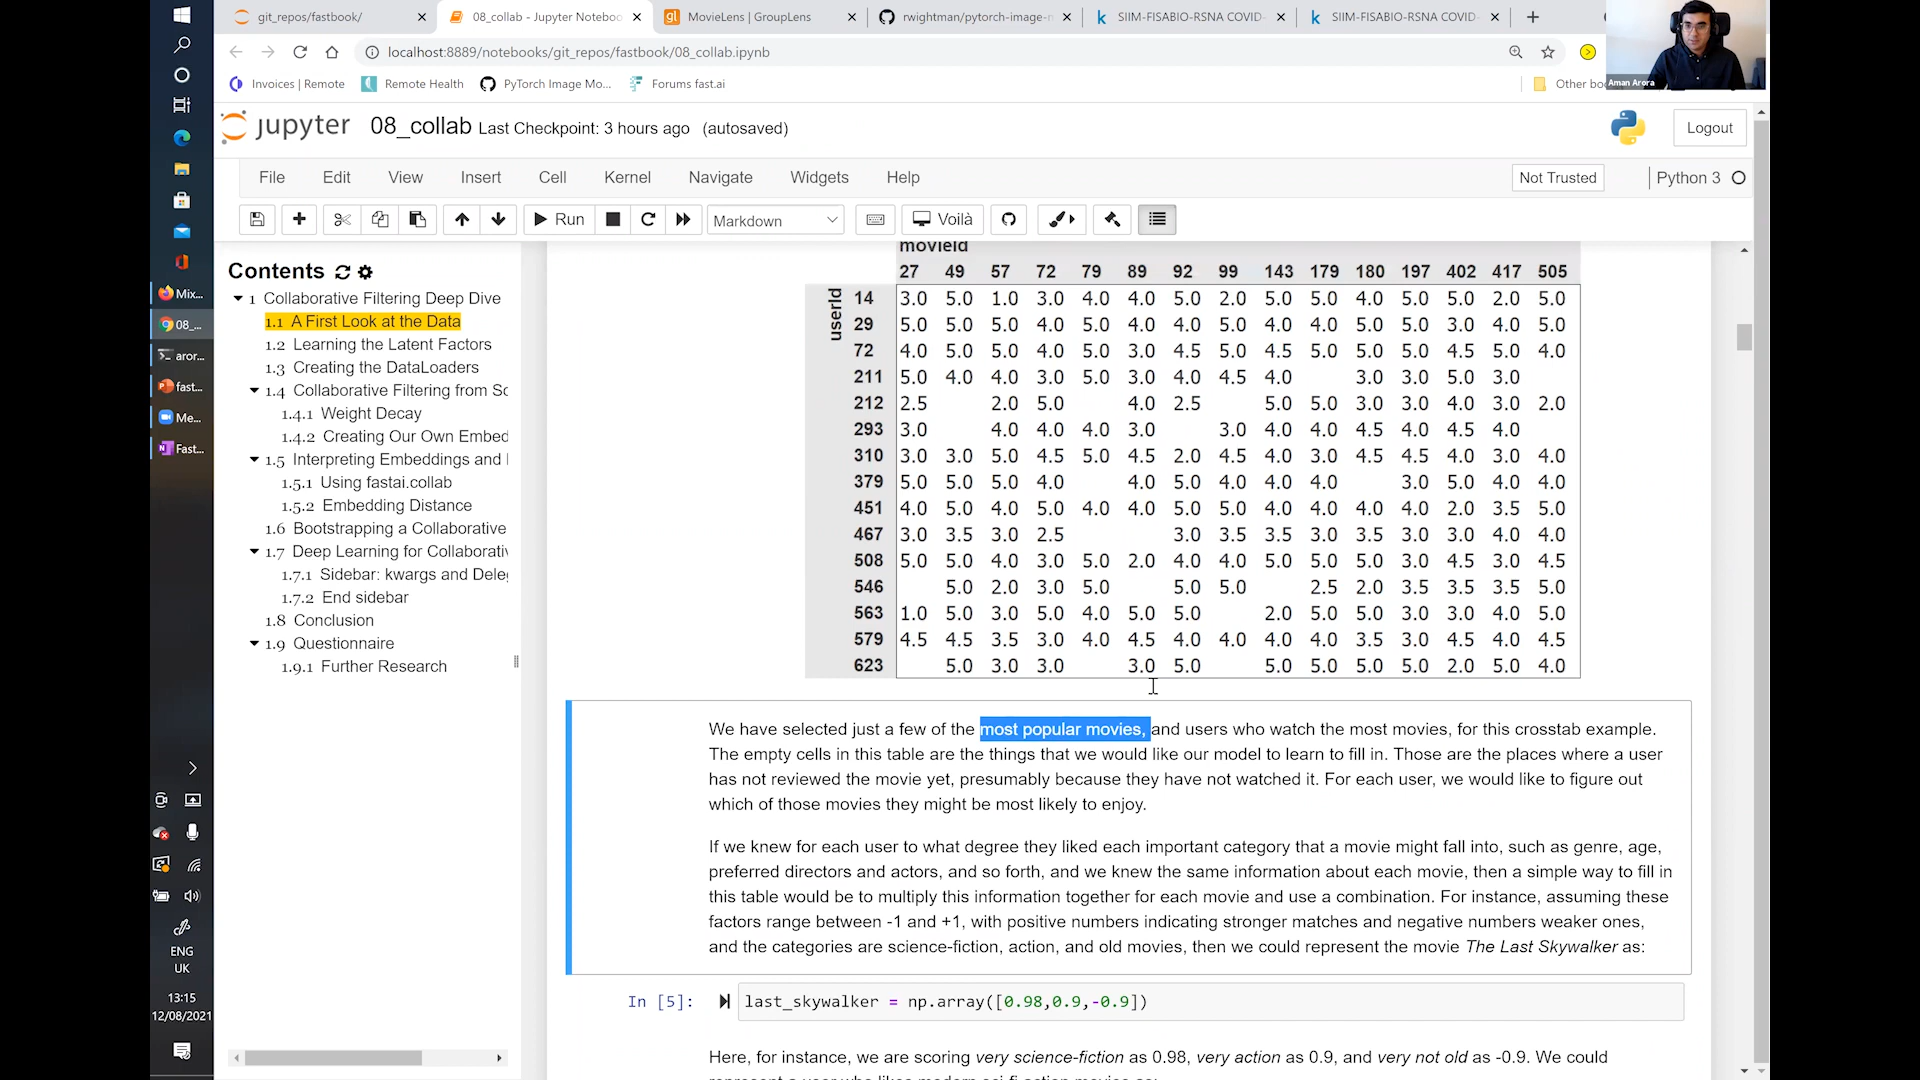 git_repos/fastbook/
08_collab - Jupyter Noteboo
MovieLens | GroupLens
rwightman/pytorch-image-m
SIIM-FISABIO-RSNA COVID-
SIIM-FISABIO-RSNA COVID-
localhost:8889/notebooks/git_repos/fastbook/08_collab.ipynb
Aman Arora
Invoices | Remote
Remote Health
PyTorch Image Mo...
Forums fast.ai
Other bo
jupyter 08_collab Last Checkpoint: 3 hours ago (autosaved)
Logout
File Edit View Insert Cell Kernel Navigate Widgets Help
Not Trusted
Python 3
Run
Markdown
Voilà
Contents
1 Collaborative Filtering Deep Dive
1.1 A First Look at the Data
1.2 Learning the Latent Factors
1.3 Creating the DataLoaders
1.4 Collaborative Filtering from Sc
1.4.1 Weight Decay
1.4.2 Creating Our Own Embed
1.5 Interpreting Embeddings and
1.5.1 Using fastai.collab
1.5.2 Embedding Distance
1.6 Bootstrapping a Collaborative
1.7 Deep Learning for Collaborati
1.7.1 Sidebar: kwargs and Dele
1.7.2 End sidebar
1.8 Conclusion
1.9 Questionnaire
1.9.1 Further Research
Mix...
08_...
aror...
fast...
Me...
Fast...
ENG
UK
13:15
12/08/2021
movieId
27 49 57 72 79 89 92 99 143 179 180 197 402 417 505
userId
14 3.0 5.0 1.0 3.0 4.0 4.0 5.0 2.0 5.0 5.0 4.0 5.0 5.0 2.0 5.0
29 5.0 5.0 5.0 4.0 5.0 4.0 4.0 5.0 4.0 4.0 5.0 5.0 3.0 4.0 5.0
72 4.0 5.0 5.0 4.0 5.0 3.0 4.5 5.0 4.5 5.0 5.0 5.0 4.5 5.0 4.0
211 5.0 4.0 4.0 3.0 5.0 3.0 4.0 4.5 4.0 3.0 3.0 5.0 3.0
212 2.5 2.0 5.0 4.0 2.5 5.0 5.0 3.0 3.0 4.0 3.0 2.0
293 3.0 4.0 4.0 4.0 3.0 3.0 4.0 4.0 4.5 4.0 4.5 4.0
310 3.0 3.0 5.0 4.5 5.0 4.5 2.0 4.5 4.0 3.0 4.5 4.5 4.0 3.0 4.0
379 5.0 5.0 5.0 4.0 4.0 5.0 4.0 4.0 4.0 3.0 5.0 4.0 4.0
451 4.0 5.0 4.0 5.0 4.0 4.0 5.0 5.0 4.0 4.0 4.0 4.0 2.0 3.5 5.0
467 3.0 3.5 3.0 2.5 3.0 3.5 3.5 3.0 3.5 3.0 3.0 4.0 4.0
508 5.0 5.0 4.0 3.0 5.0 2.0 4.0 4.0 5.0 5.0 5.0 3.0 4.5 3.0 4.5
546 5.0 2.0 3.0 5.0 5.0 5.0 2.5 2.0 3.5 3.5 3.5 5.0
563 1.0 5.0 3.0 5.0 4.0 5.0 5.0 2.0 5.0 5.0 3.0 3.0 4.0 5.0
579 4.5 4.5 3.5 3.0 4.0 4.5 4.0 4.0 4.0 4.0 3.5 3.0 4.5 4.0 4.5
623 5.0 3.0 3.0 3.0 5.0 5.0 5.0 5.0 5.0 2.0 5.0 4.0
We have selected just a few of the most popular movies, and users who watch the most movies, for this crosstab example.
The empty cells in this table are the things that we would like our model to learn to fill in. Those are the places where a user
has not reviewed the movie yet, presumably because they have not watched it. For each user, we would like to figure out
which of those movies they might be most likely to enjoy.
If we knew for each user to what degree they liked each important category that a movie might fall into, such as genre, age,
preferred directors and actors, and so forth, and we knew the same information about each movie, then a simple way to fill in
this table would be to multiply this information together for each movie and use a combination. For instance, assuming these
factors range between -1 and +1, with positive numbers indicating stronger matches and negative numbers weaker ones,
and the categories are science-fiction, action, and old movies, then we could represent the movie The Last Skywalker as:
In [5]: last_skywalker = np.array([0.98,0.9,-0.9])
Here, for instance, we are scoring very science-fiction as 0.98, very action as 0.9, and very not old as -0.9. We could